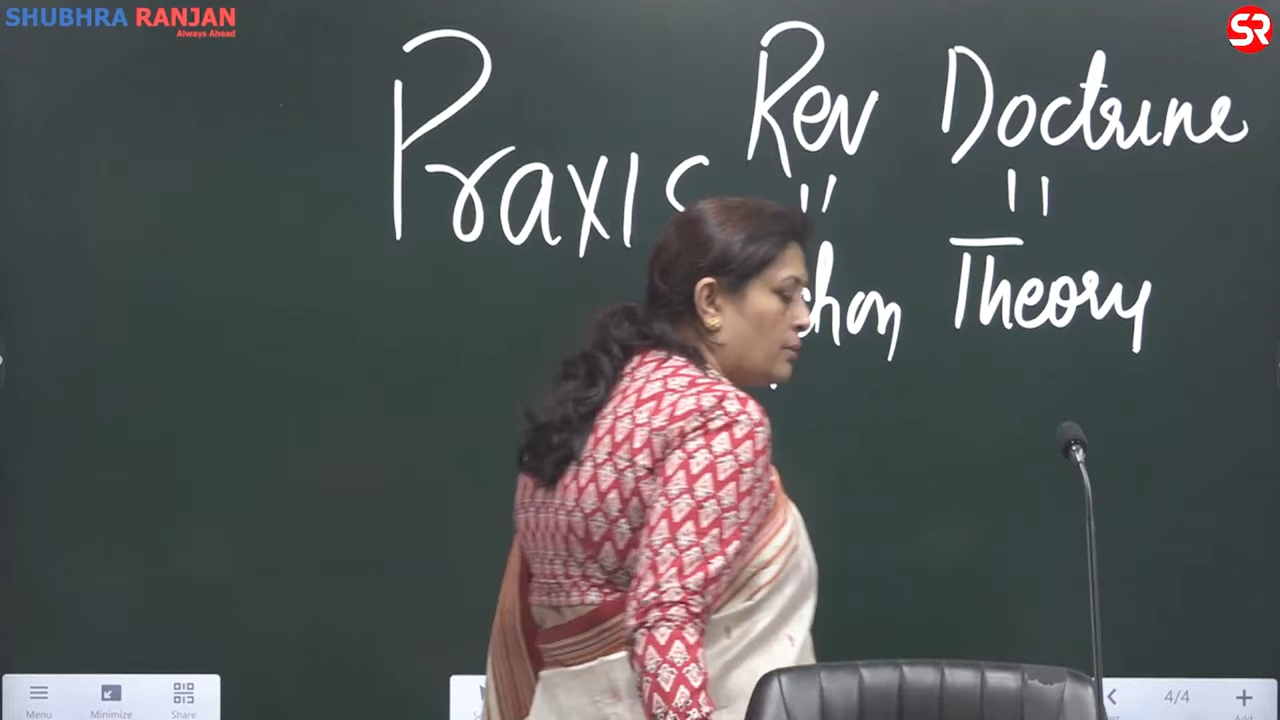 SHUBHRA RANJAN
Always Ahead
SR
Praxis
Rev Doctrine
Theory
Menu
Minimize
Share
4/4